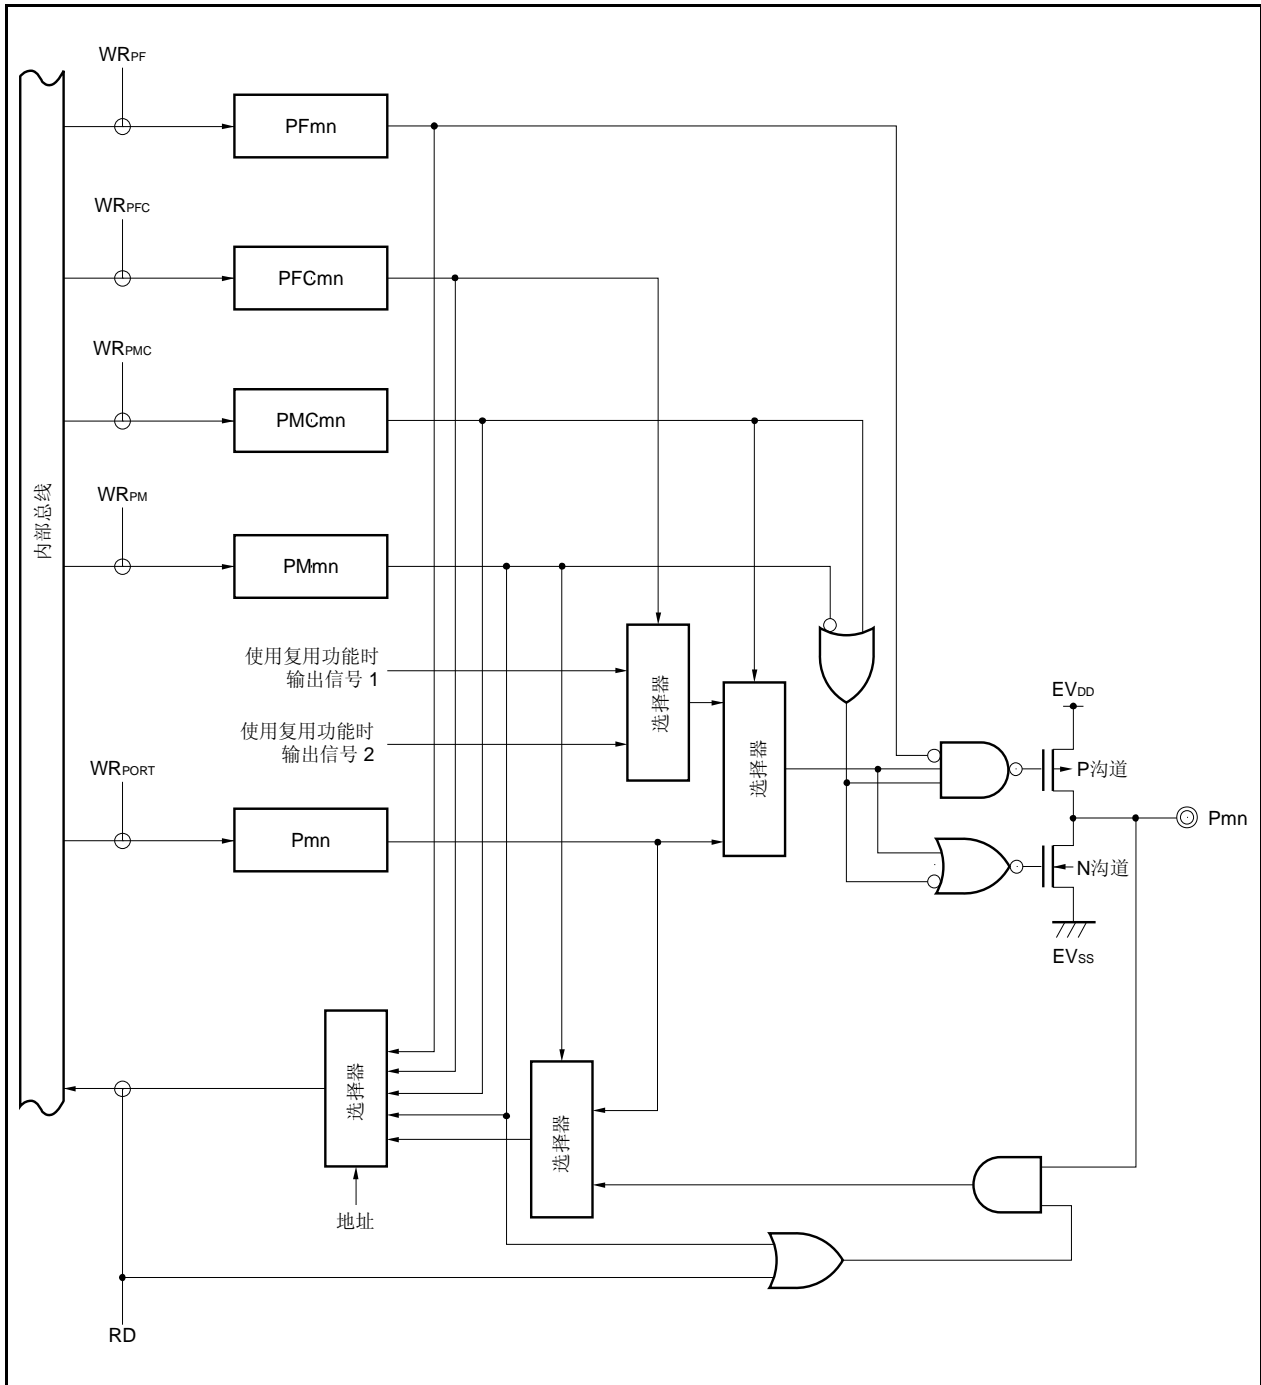 WRPF
PFmn
WRPFC
PFCmn
WRPMC
PMCmn
WRPM
PMmn
内部总线
使用复用功能时
输出信号 1
使用复用功能时
输出信号 2
选择器
选择器
WRPORT
Pmn
EVDD
P沟道
Pmn
N沟道
EVSS
选择器
选择器
地址
RD